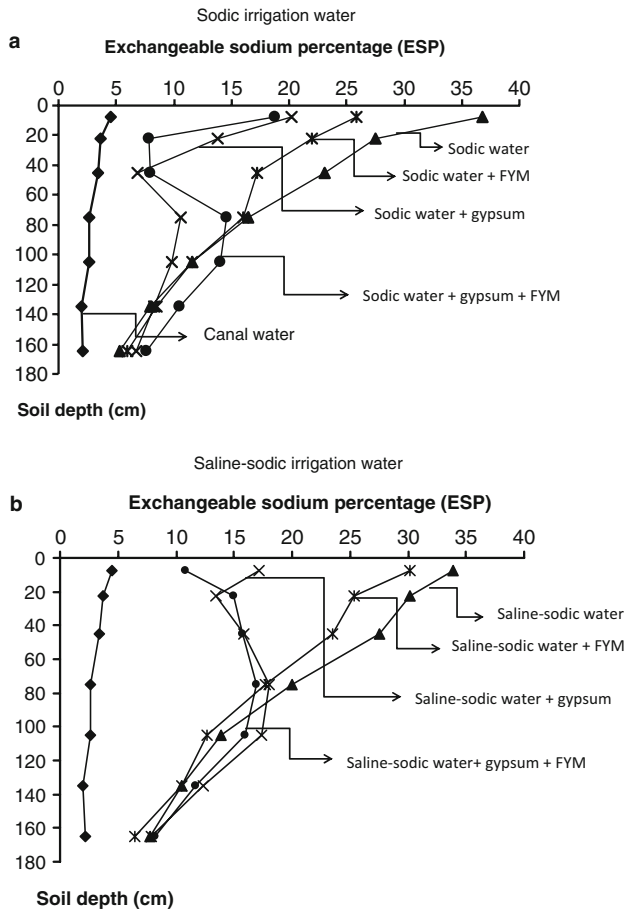 Sodic irrigation water
a
Exchangeable sodium percentage (ESP)
0 5 10 15 20 25 30 35 40
0
20
40
60
80
100
120
140
160
180
Sodic water
Sodic water + FYM
Sodic water + gypsum
Sodic water + gypsum + FYM
Canal water
Soil depth (cm)
Saline-sodic irrigation water
b
Exchangeable sodium percentage (ESP)
0 5 10 15 20 25 30 35 40
0
20
40
60
80
100
120
140
160
180
Saline-sodic water
Saline-sodic water + FYM
Saline-sodic water + gypsum
Saline-sodic water+ gypsum + FYM
Soil depth (cm)